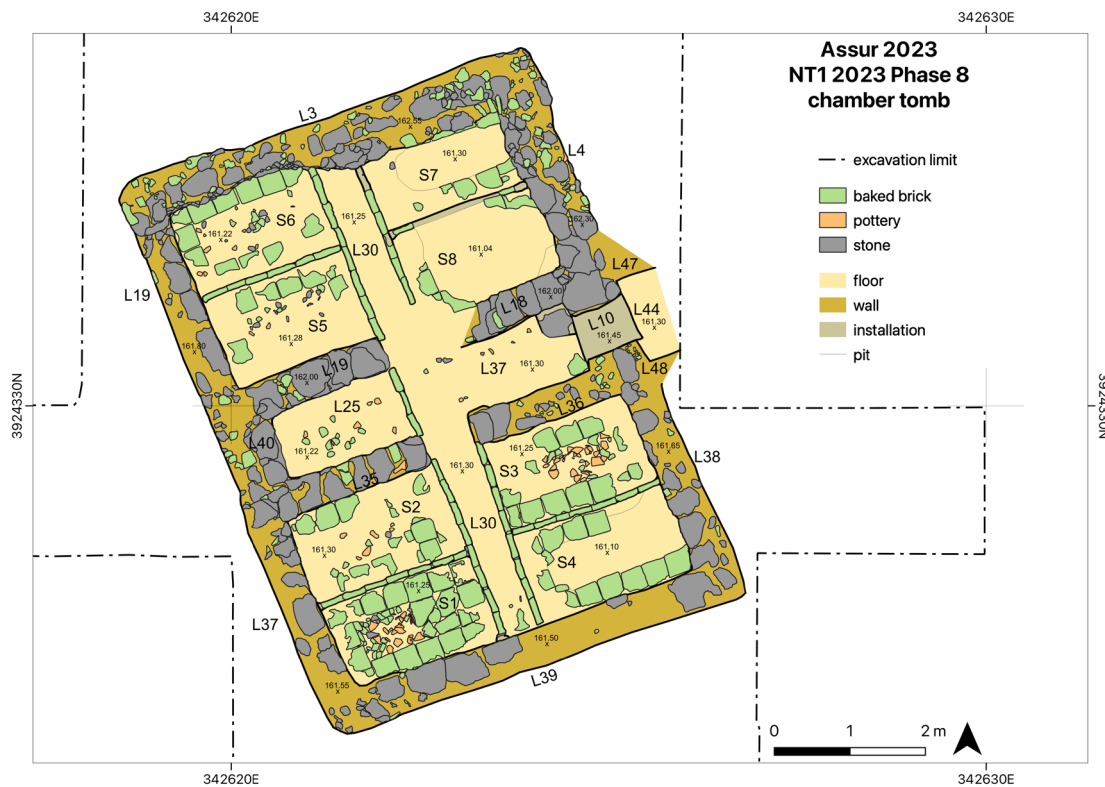 342620E
342630E
Assur 2023
NT1 2023 Phase 8
chamber tomb
excavation limit
baked brick
pottery
stone
floor
wall
installation
pit
L3
162.55
L4
161.30
S7
S6
161.25
161.22
162.30
L30
S8
161.04
L47
L19
162.00
L18
L44
S5
L10
161.30
161.28
161.45
161.80
L19
162.00
L37
161.30
L48
3924330N
3924330N
L25
L36
L40
161.22
161.25
161.65
L38
161.30
S3
L35
S2
L30
161.30
161.10
S4
161.25
S1
L37
161.50
L39
161.55
0 1 2 m
342620E
342630E